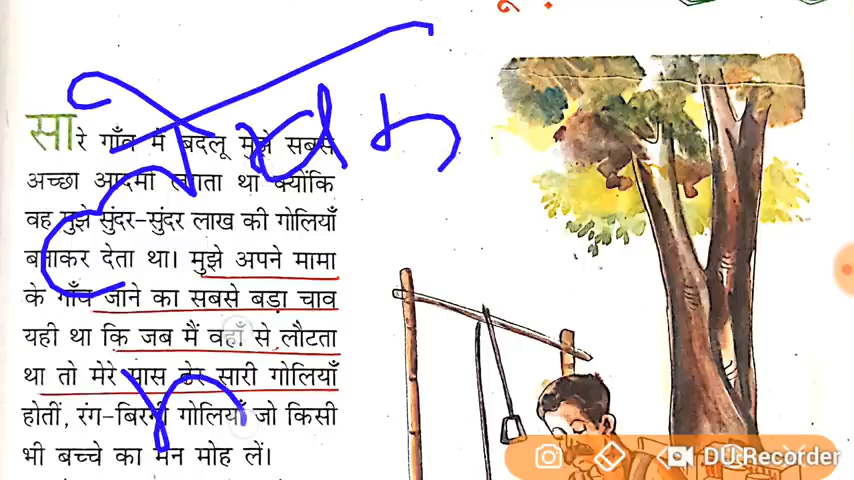 सारे गाँव में बदलू मुझे सबसे
अच्छा आदमी लगता था क्योंकि
वह मुझे सुंदर-सुंदर लाख की गोलियाँ
बनाकर देता था। मुझे अपने मामा
के गाँव जाने का सबसे बड़ा चाव
यही था कि जब मैं वहाँ से लौटता
था तो मेरे पास ढेर सारी गोलियाँ
होतीं, रंग-बिरंगी गोलियाँ जो किसी
भी बच्चे का मन मोह लें।
DU Recorder